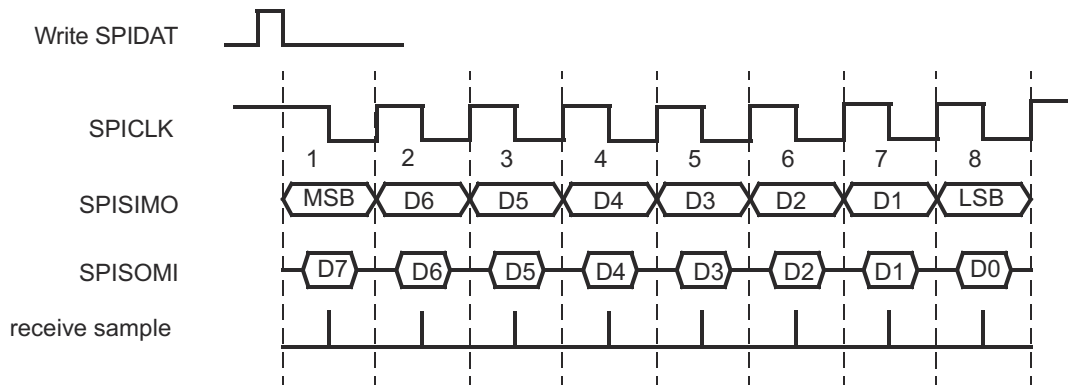 Write SPIDAT
SPICLK
1 2 3 4 5 6 7 8
SPISIMO MSB D6 D5 D4 D3 D2 D1 LSB
SPISOMI D7 D6 D5 D4 D3 D2 D1 D0
receive sample